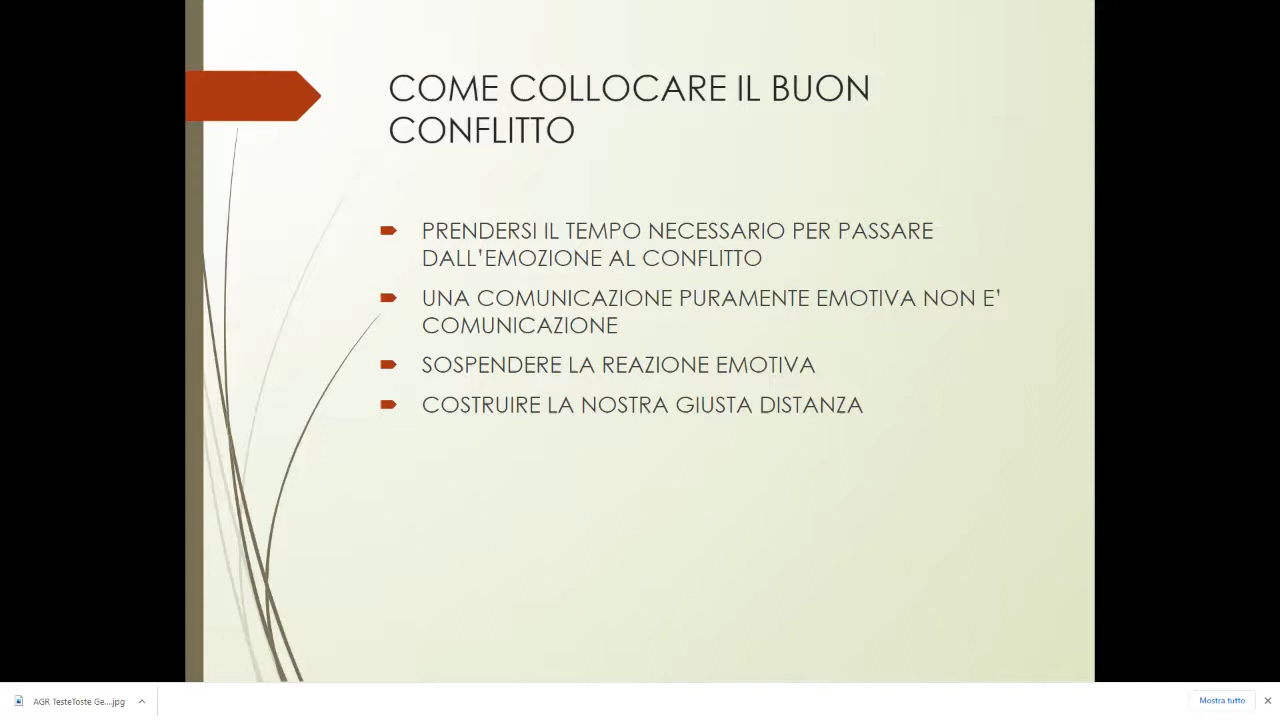 COME COLLOCARE IL BUON
CONFLITTO
PRENDERSI IL TEMPO NECESSARIO PER PASSARE
DALL'EMOZIONE AL CONFLITTO
UNA COMUNICAZIONE PURAMENTE EMOTIVA NON E'
COMUNICAZIONE
SOSPENDERE LA REAZIONE EMOTIVA
COSTRUIRE LA NOSTRA GIUSTA DISTANZA
AGR TesteToste Ge....jpg
Mostra tutto